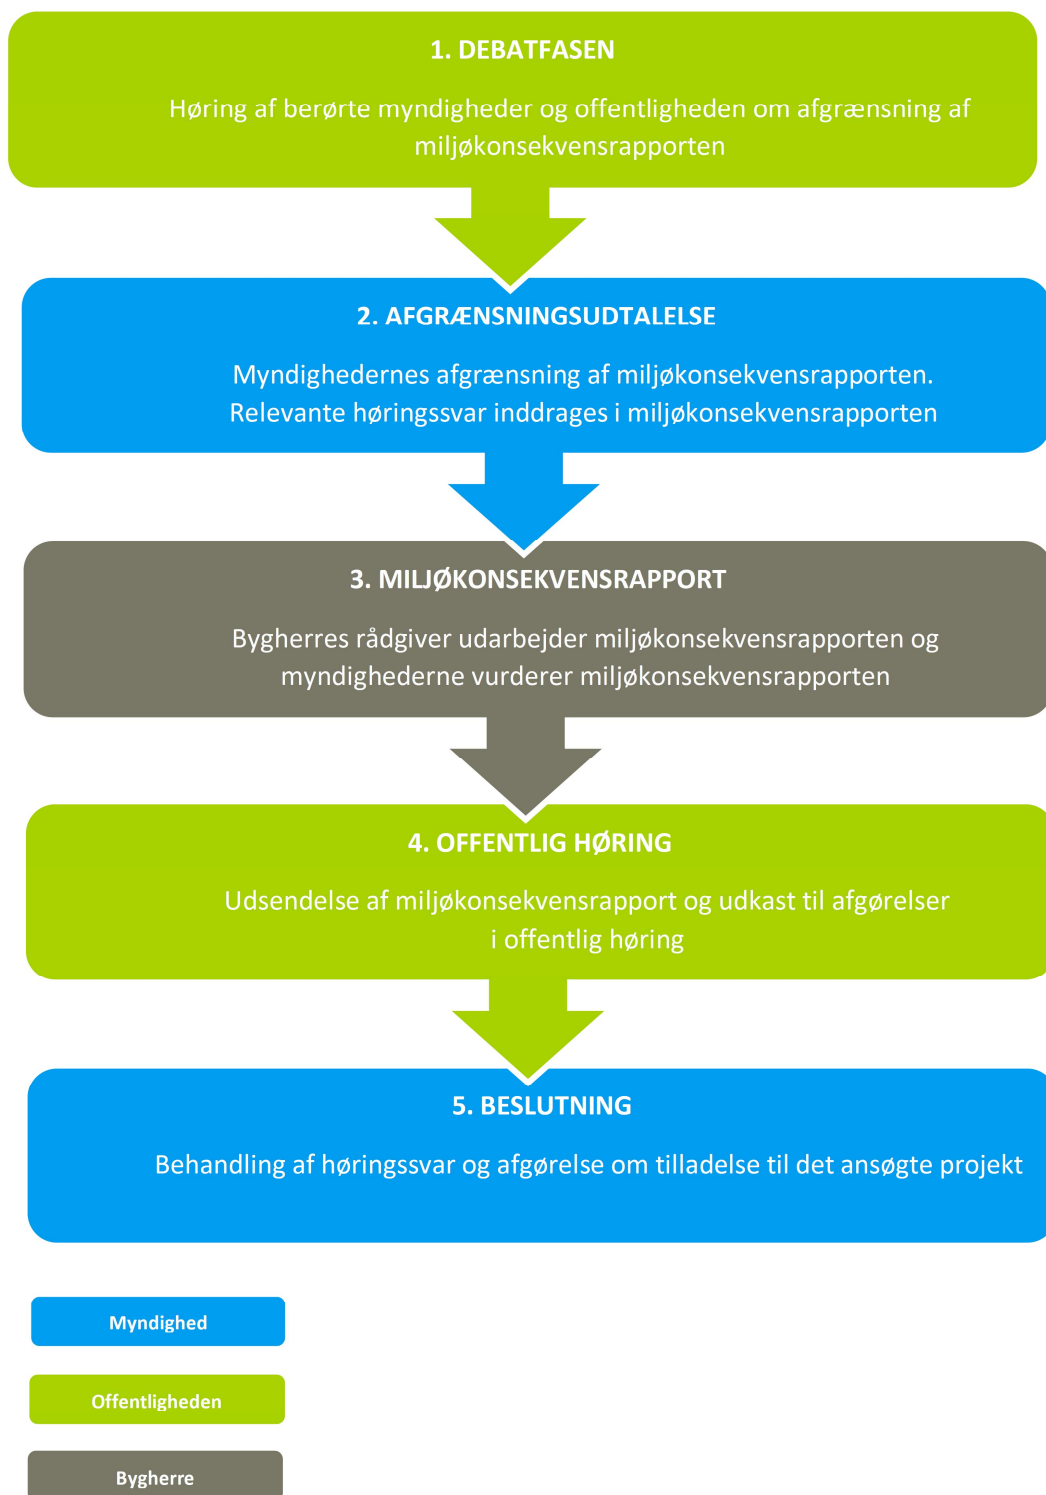 1. DEBATFASEN
Høring af berørte myndigheder og offentligheden om afgrænsning af
miljøkonsekvensrapporten
2. AFGRÆNSNINGSUDTALELSE
Myndighedernes afgrænsning af miljøkonsekvensrapporten.
Relevante høringssvar inddrages i miljøkonsekvensrapporten
3. MILJØKONSEKVENSRAPPORT
Bygherres rådgiver udarbejder miljøkonsekvensrapporten og
myndighederne vurderer miljøkonsekvensrapporten
4. OFFENTLIG HØRING
Udsendelse af miljøkonsekvensrapport og udkast til afgørelser
i offentlig høring
5. BESLUTNING
Behandling af høringssvar og afgørelse om tilladelse til det ansøgte projekt
Myndighed
Offentligheden
Bygherre